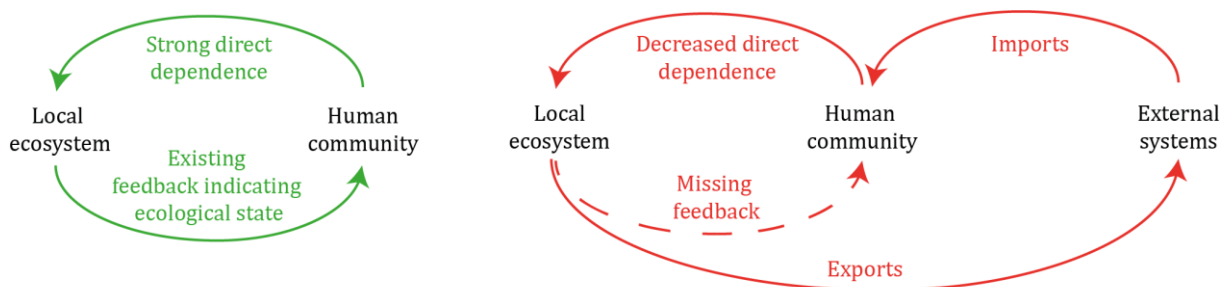 Strong direct
dependence
Local
ecosystem
Human
community
Existing
feedback indicating
ecological state
Decreased direct
dependence
Imports
Local
ecosystem
Human
community
External
systems
Missing
feedback
Exports